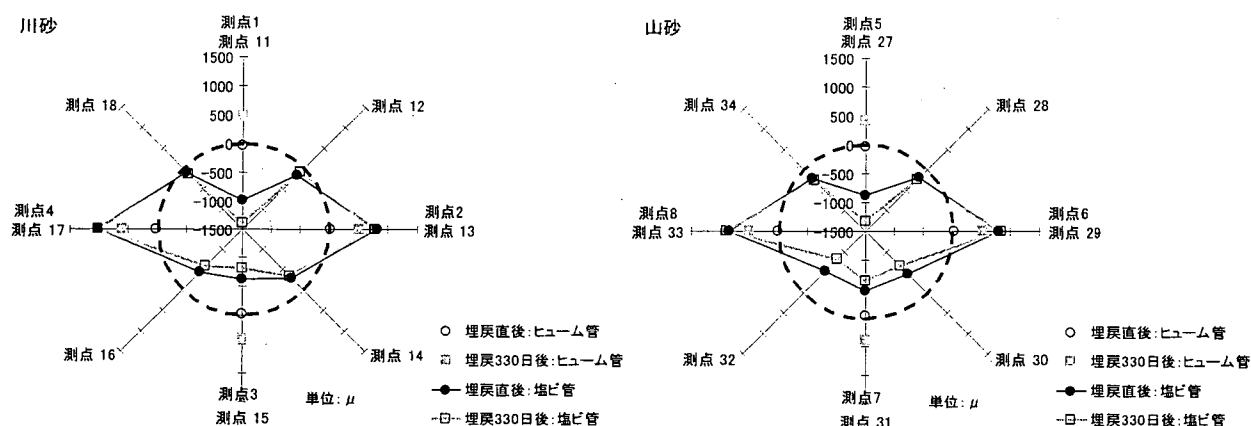 川砂
測点1
測点 11
1500
1000
500
0
-500
-1000
-1500
測点 18
測点 12
測点4
測点 17
測点2
測点 13
測点 16
測点 14
測点3
測点 15
単位: μ
埋戻直後:ヒューム管
埋戻330日後:ヒューム管
埋戻直後:塩ビ管
埋戻330日後:塩ビ管
山砂
測点5
測点 27
1500
1000
500
0
-500
-1000
-1500
測点 34
測点 28
測点8
測点 33
測点6
測点 29
測点 32
測点 30
測点7
測点 31
単位: μ
埋戻直後:ヒューム管
埋戻330日後:ヒューム管
埋戻直後:塩ビ管
埋戻330日後:塩ビ管